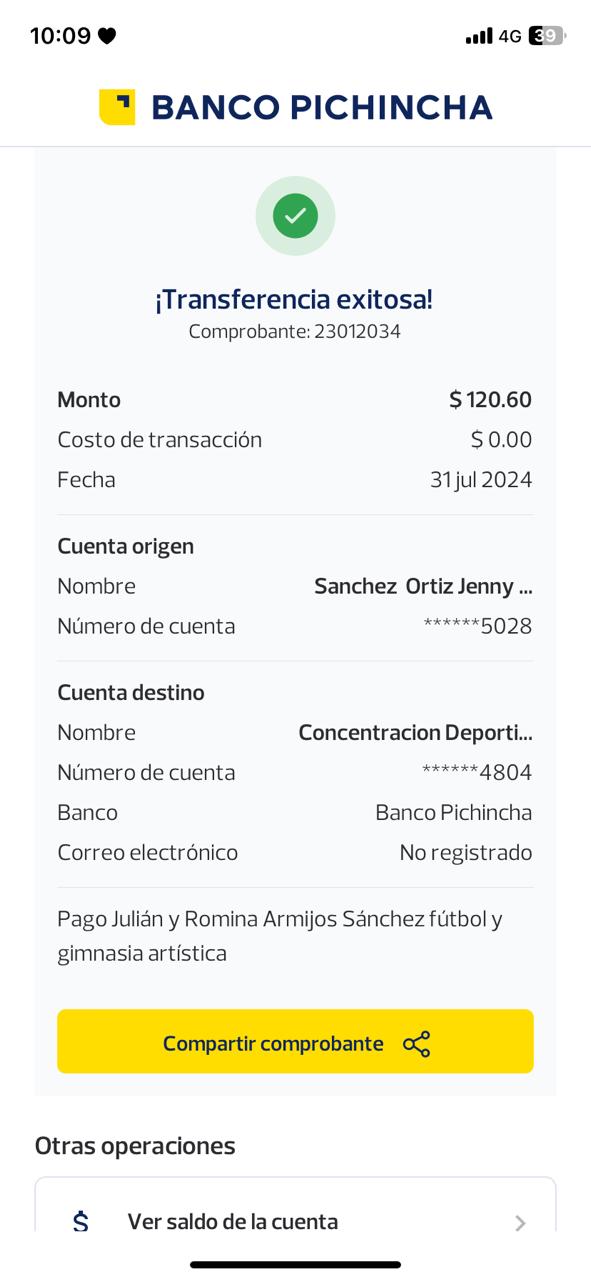 10:09
4G 39
BANCO PICHINCHA
¡Transferencia exitosa!
Comprobante: 23012034
Monto $ 120.60
Costo de transacción $ 0.00
Fecha 31 jul 2024
Cuenta origen
Nombre Sanchez  Ortiz Jenny ...
Número de cuenta ******5028
Cuenta destino
Nombre Concentracion Deporti...
Número de cuenta ******4804
Banco Banco Pichincha
Correo electrónico No registrado
Pago Julián y Romina Armijos Sánchez fútbol y
gimnasia artística
Compartir comprobante
Otras operaciones
$ Ver saldo de la cuenta